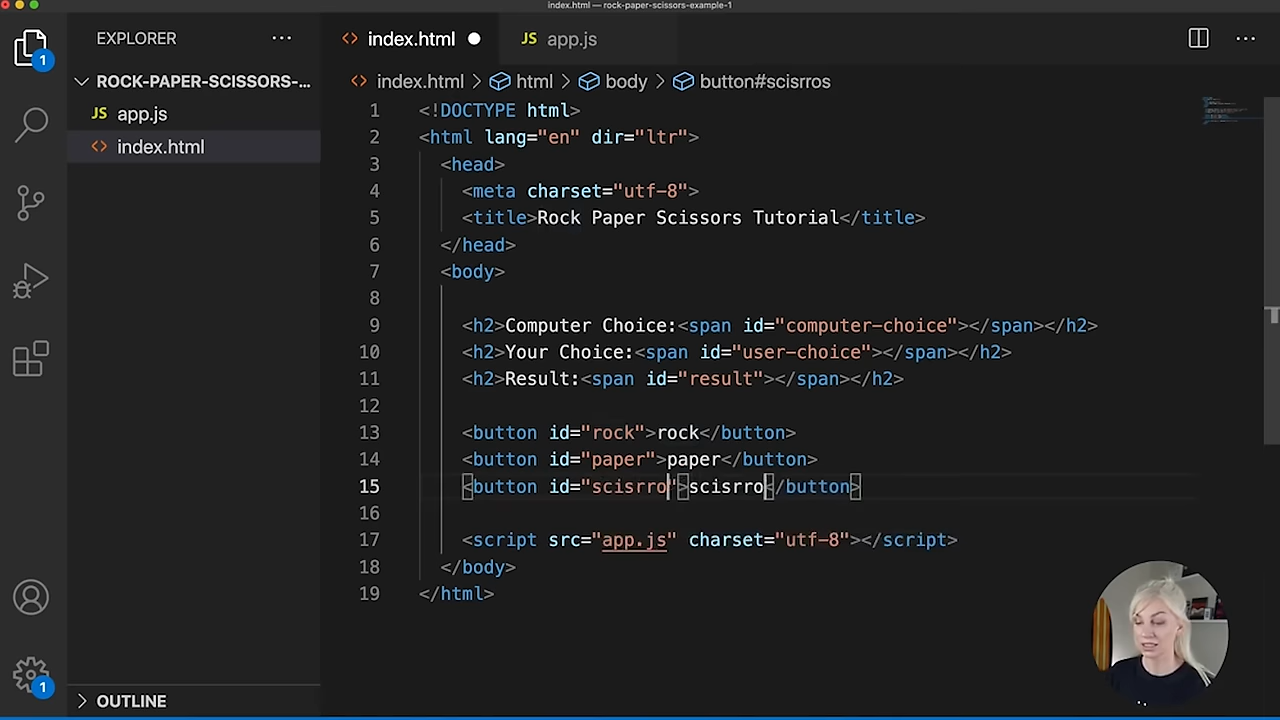 index.html — rock-paper-scissors-example-1
EXPLORER
index.html
JS app.js
1
ROCK-PAPER-SCISSORS-...
index.html > html > body > button#scisrros
JS app.js
index.html
1 <!DOCTYPE html>
2 <html lang="en" dir="ltr">
3 <head>
4 <meta charset="utf-8">
5 <title>Rock Paper Scissors Tutorial</title>
6 </head>
7 <body>
8
9 <h2>Computer Choice:<span id="computer-choice"></span></h2>
10 <h2>Your Choice:<span id="user-choice"></span></h2>
11 <h2>Result:<span id="result"></span></h2>
12
13 <button id="rock">rock</button>
14 <button id="paper">paper</button>
15 <button id="scisrro">scisrro</button>
16
17 <script src="app.js" charset="utf-8"></script>
18 </body>
19 </html>
1
OUTLINE